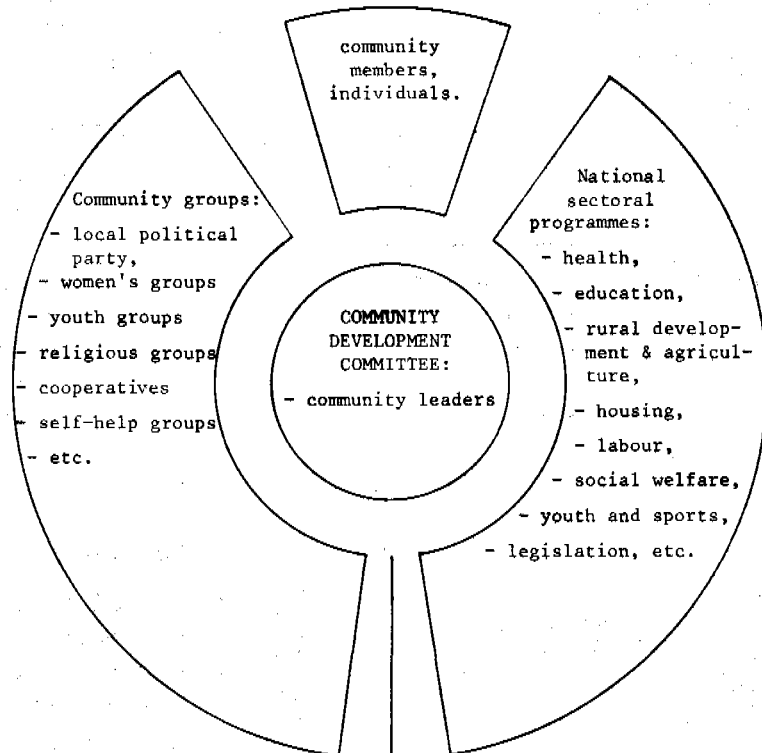 community
members,
individuals.
Community groups:
- local political
party,
- women's groups
- youth groups
- religious groups
- cooperatives
- self-help groups
- etc.
COMMUNITY
DEVELOPMENT
COMMITTEE:
- community leaders
National
sectoral
programmes:
- health,
- education,
- rural develop-
ment & agricul-
ture,
- housing,
- labour,
- social welfare,
- youth and sports,
- legislation, etc.